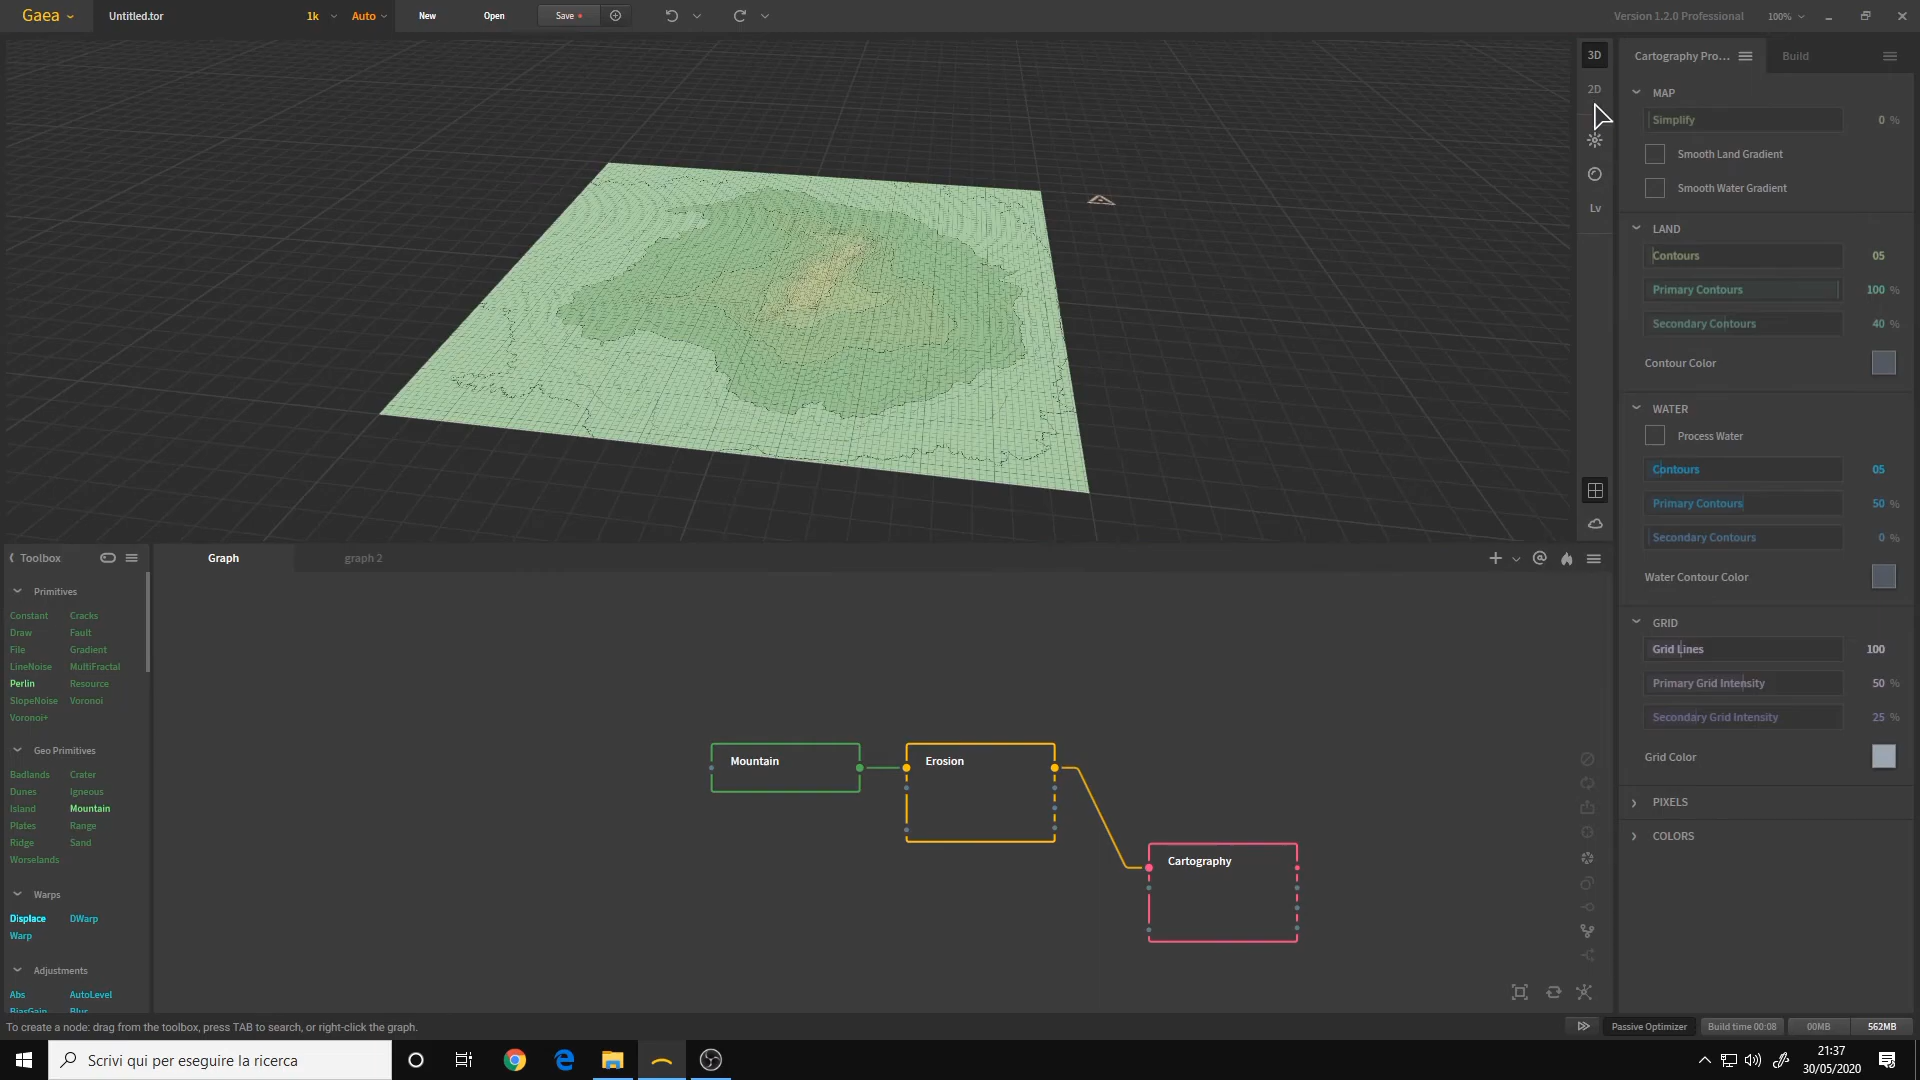 Gaea
Untitled.tor
1k
Auto
New
Open
Save
Version 1.2.0 Professional
100%
3D
2D
Lv
Cartography Pro...
Build
MAP
Simplify 0 %
Smooth Land Gradient
Smooth Water Gradient
LAND
Contours 05
Primary Contours 100 %
Secondary Contours 40 %
Contour Color
WATER
Process Water
Contours 05
Primary Contours 50 %
Secondary Contours 0 %
Water Contour Color
GRID
Grid Lines 100
Primary Grid Intensity 50 %
Secondary Grid Intensity 25 %
Grid Color
PIXELS
COLORS
Toolbox
Primitives
Constant Cracks
Draw Fault
File Gradient
LineNoise MultiFractal
Perlin Resource
SlopeNoise Voronoi
Voronoi+
Geo Primitives
Badlands Crater
Dunes Igneous
Island Mountain
Plates Range
Ridge Sand
Worselands
Warps
Displace DWarp
Warp
Adjustments
Abs AutoLevel
BiasGain Blur
Graph
graph 2
Mountain
Erosion
Cartography
To create a node: drag from the toolbox, press TAB to search, or right-click the graph.
Passive Optimizer
Build time 00:08
00MB
562MB
Scrivi qui per eseguire la ricerca
21:37
30/05/2020